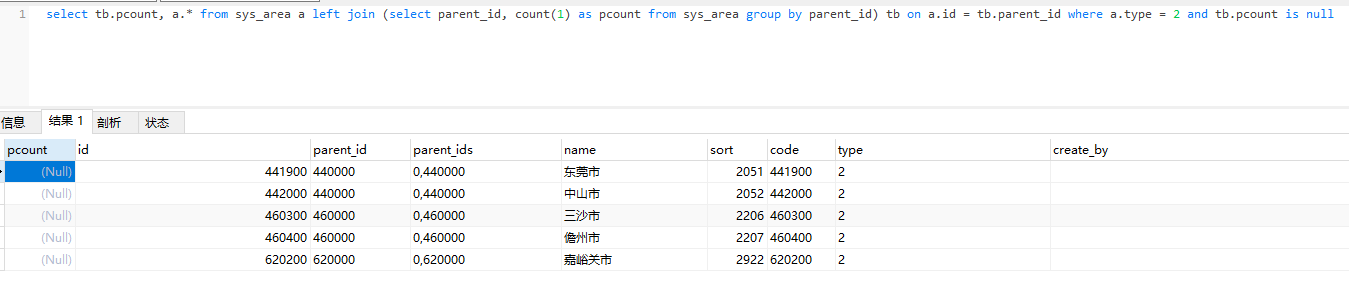 1 select tb.pcount, a.* from sys_area a left join (select parent_id, count(1) as pcount from sys_area group by parent_id) tb on a.id = tb.parent_id where a.type = 2 and tb.pcount is null
信息 结果 1 剖析 状态
pcount id parent_id parent_ids name sort code type create_by
(Null) 441900 440000 0,440000 东莞市 2051 441900 2
(Null) 442000 440000 0,440000 中山市 2052 442000 2
(Null) 460300 460000 0,460000 三沙市 2206 460300 2
(Null) 460400 460000 0,460000 儋州市 2207 460400 2
(Null) 620200 620000 0,620000 嘉峪关市 2922 620200 2